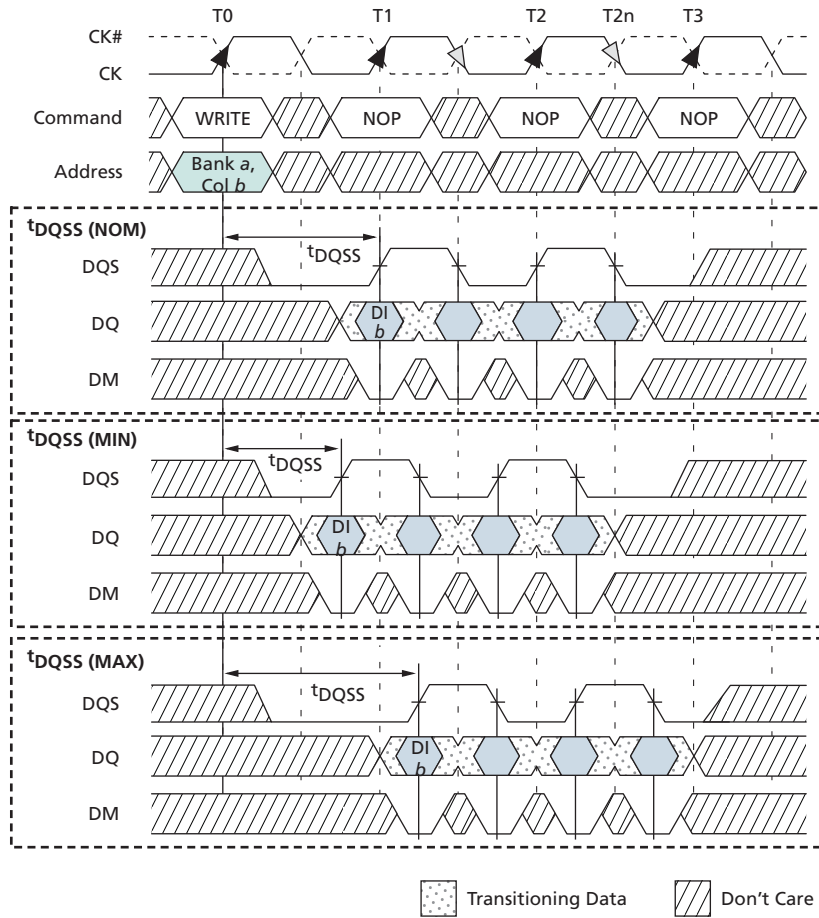 T0 T1 T2 T2n T3
CK#
CK
Command WRITE NOP NOP NOP
Address Bank a,
Col b
tDQSS (NOM)
tDQSS
DQS
DQ DI
b
DM
tDQSS (MIN)
tDQSS
DQS
DQ DI
b
DM
tDQSS (MAX)
tDQSS
DQS
DQ DI
b
DM
Transitioning Data Don't Care